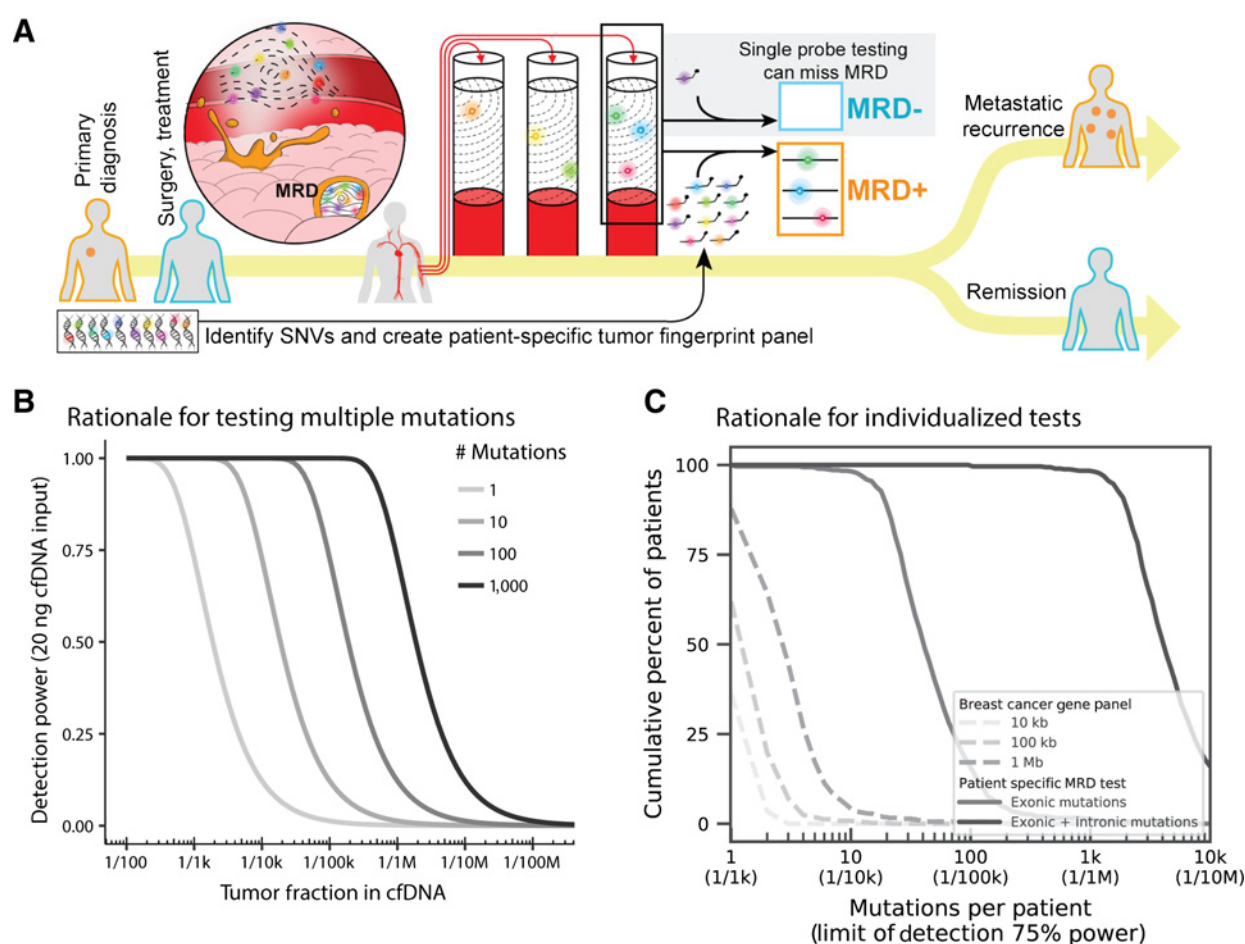 A
Primary
diagnosis
Surgery, treatment
MRD
Single probe testing
can miss MRD
MRD-
MRD+
Metastatic
recurrence
Remission
Identify SNVs and create patient-specific tumor fingerprint panel
B
Rationale for testing multiple mutations
Detection power (20 ng cfDNA input)
1.00
0.75
0.50
0.25
0.00
# Mutations
1
10
100
1,000
1/100 1/1k 1/10k 1/100k 1/1M 1/10M 1/100M
Tumor fraction in cfDNA
C
Rationale for individualized tests
Cumulative percent of patients
100
75
50
25
0
Breast cancer gene panel
10 kb
100 kb
1 Mb
Patient specific MRD test
Exonic mutations
Exonic + intronic mutations
1 10 100 1k 10k
(1/1k) (1/10k) (1/100k) (1/1M) (1/10M)
Mutations per patient
(limit of detection 75% power)